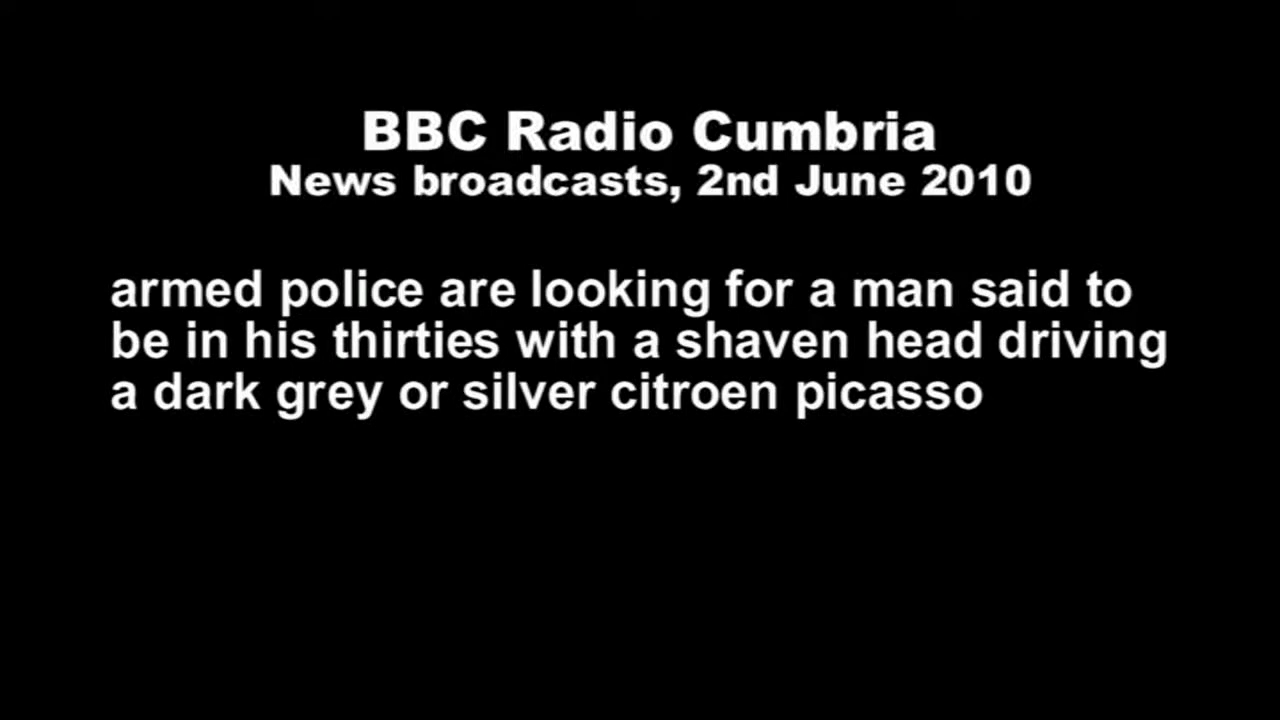 BBC Radio Cumbria
News broadcasts, 2nd June 2010
armed police are looking for a man said to
be in his thirties with a shaven head driving
a dark grey or silver citroen picasso